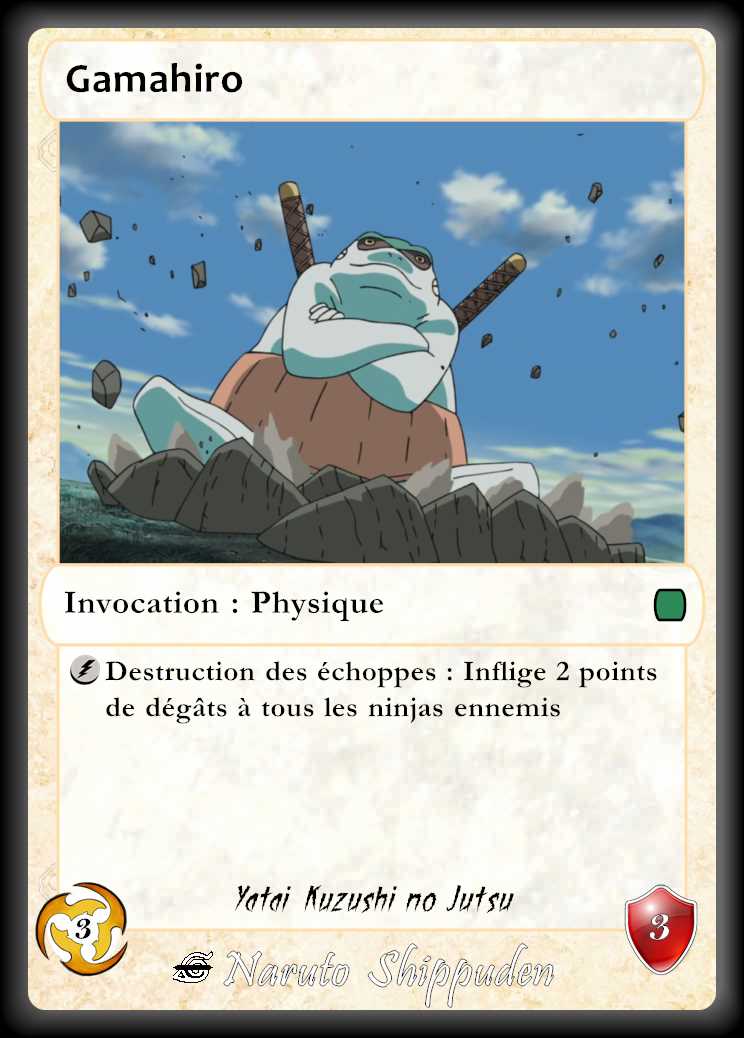 Gamahiro
Invocation : Physique
Destruction des échoppes : Inflige 2 points
de dégâts à tous les ninjas ennemis
Yatai Kuzushi no Jutsu
3
3
Naruto Shippuden